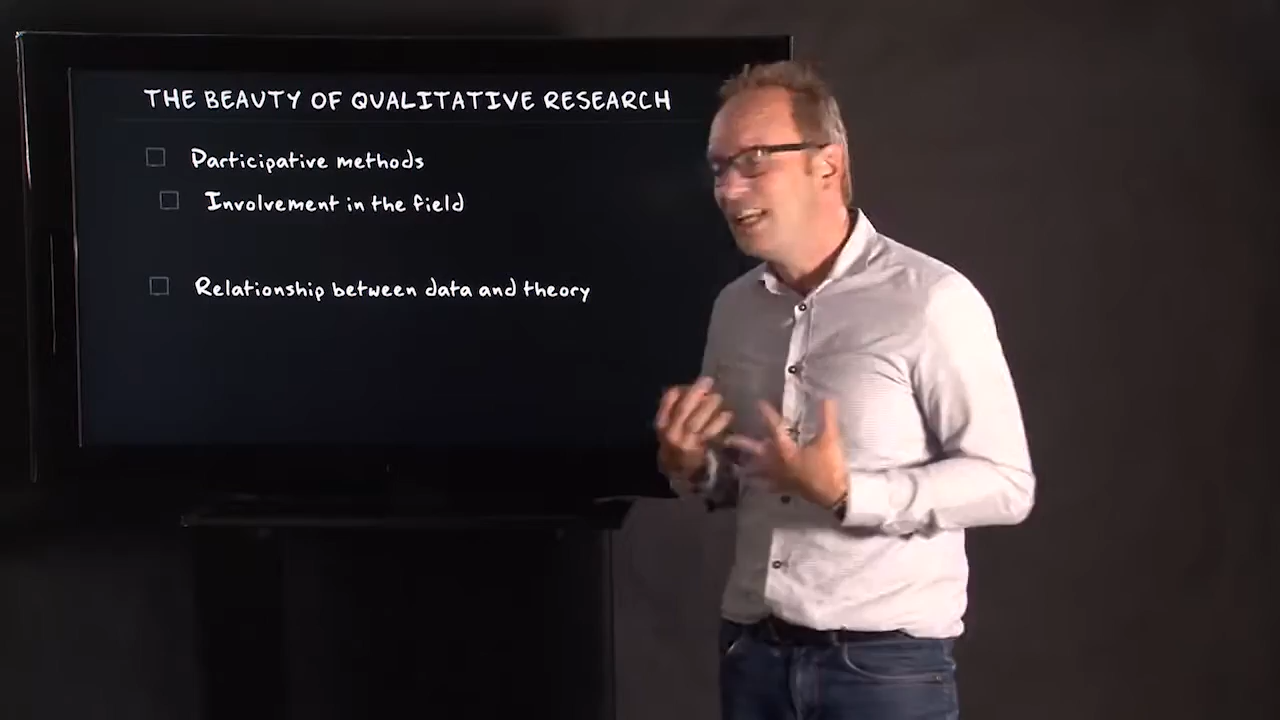 THE BEAUTY OF QUALITATIVE RESEARCH
Participative methods
Involvement in the field
Relationship between data and theory